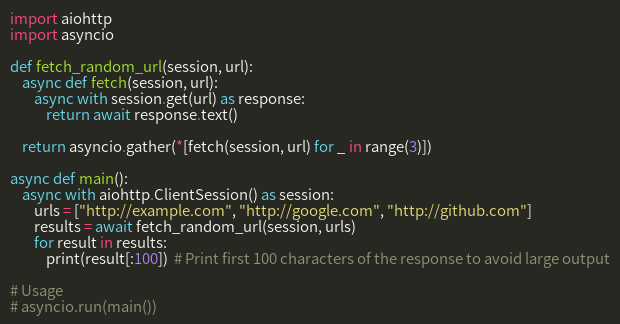 import aiohttp
import asyncio

def fetch_random_url(session, url):
    async def fetch(session, url):
        async with session.get(url) as response:
            return await response.text()

    return asyncio.gather(*[fetch(session, url) for _ in range(3)])

async def main():
    async with aiohttp.ClientSession() as session:
        urls = ["http://example.com", "http://google.com", "http://github.com"]
        results = await fetch_random_url(session, urls)
        for result in results:
            print(result[:100])  # Print first 100 characters of the response to avoid large output

# Usage
# asyncio.run(main())